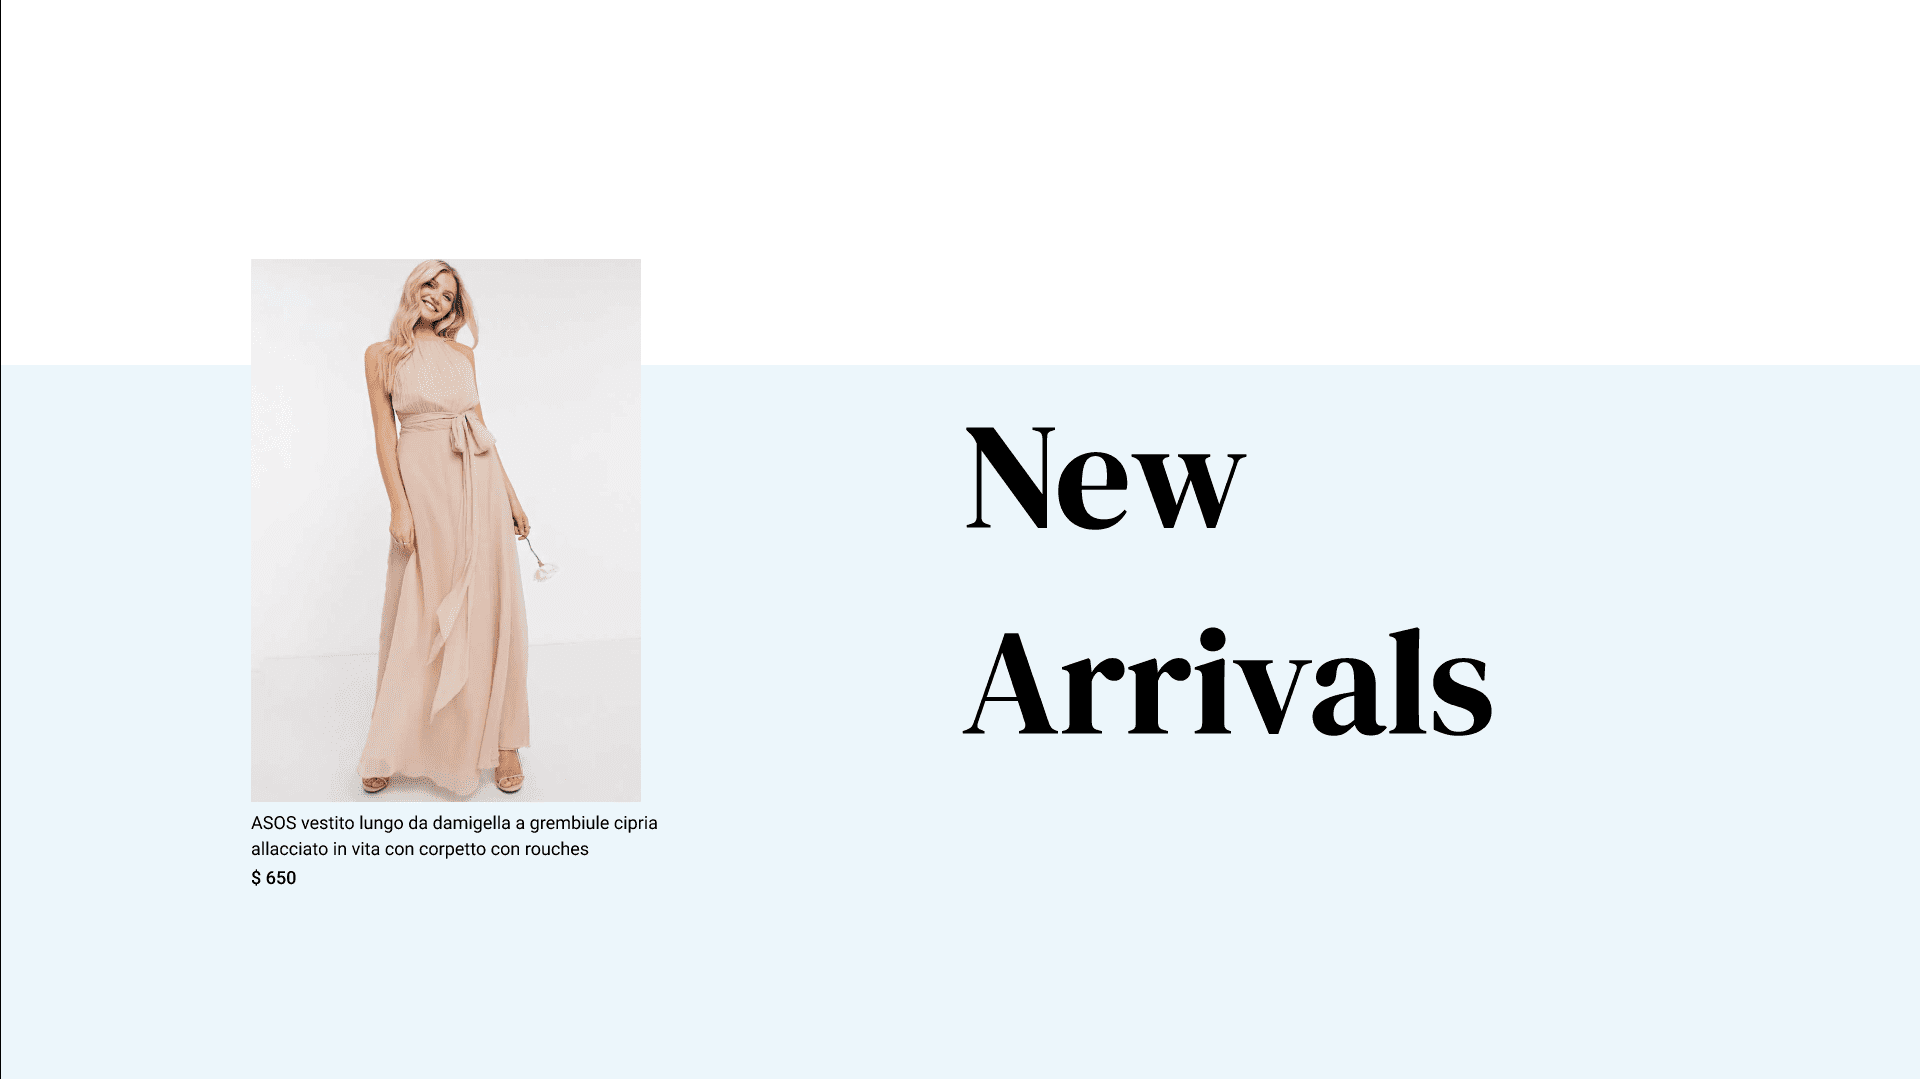 New
Arrivals
ASOS vestito lungo da damigella a grembiule cipria
allacciato in vita con corpetto con rouches
$ 650